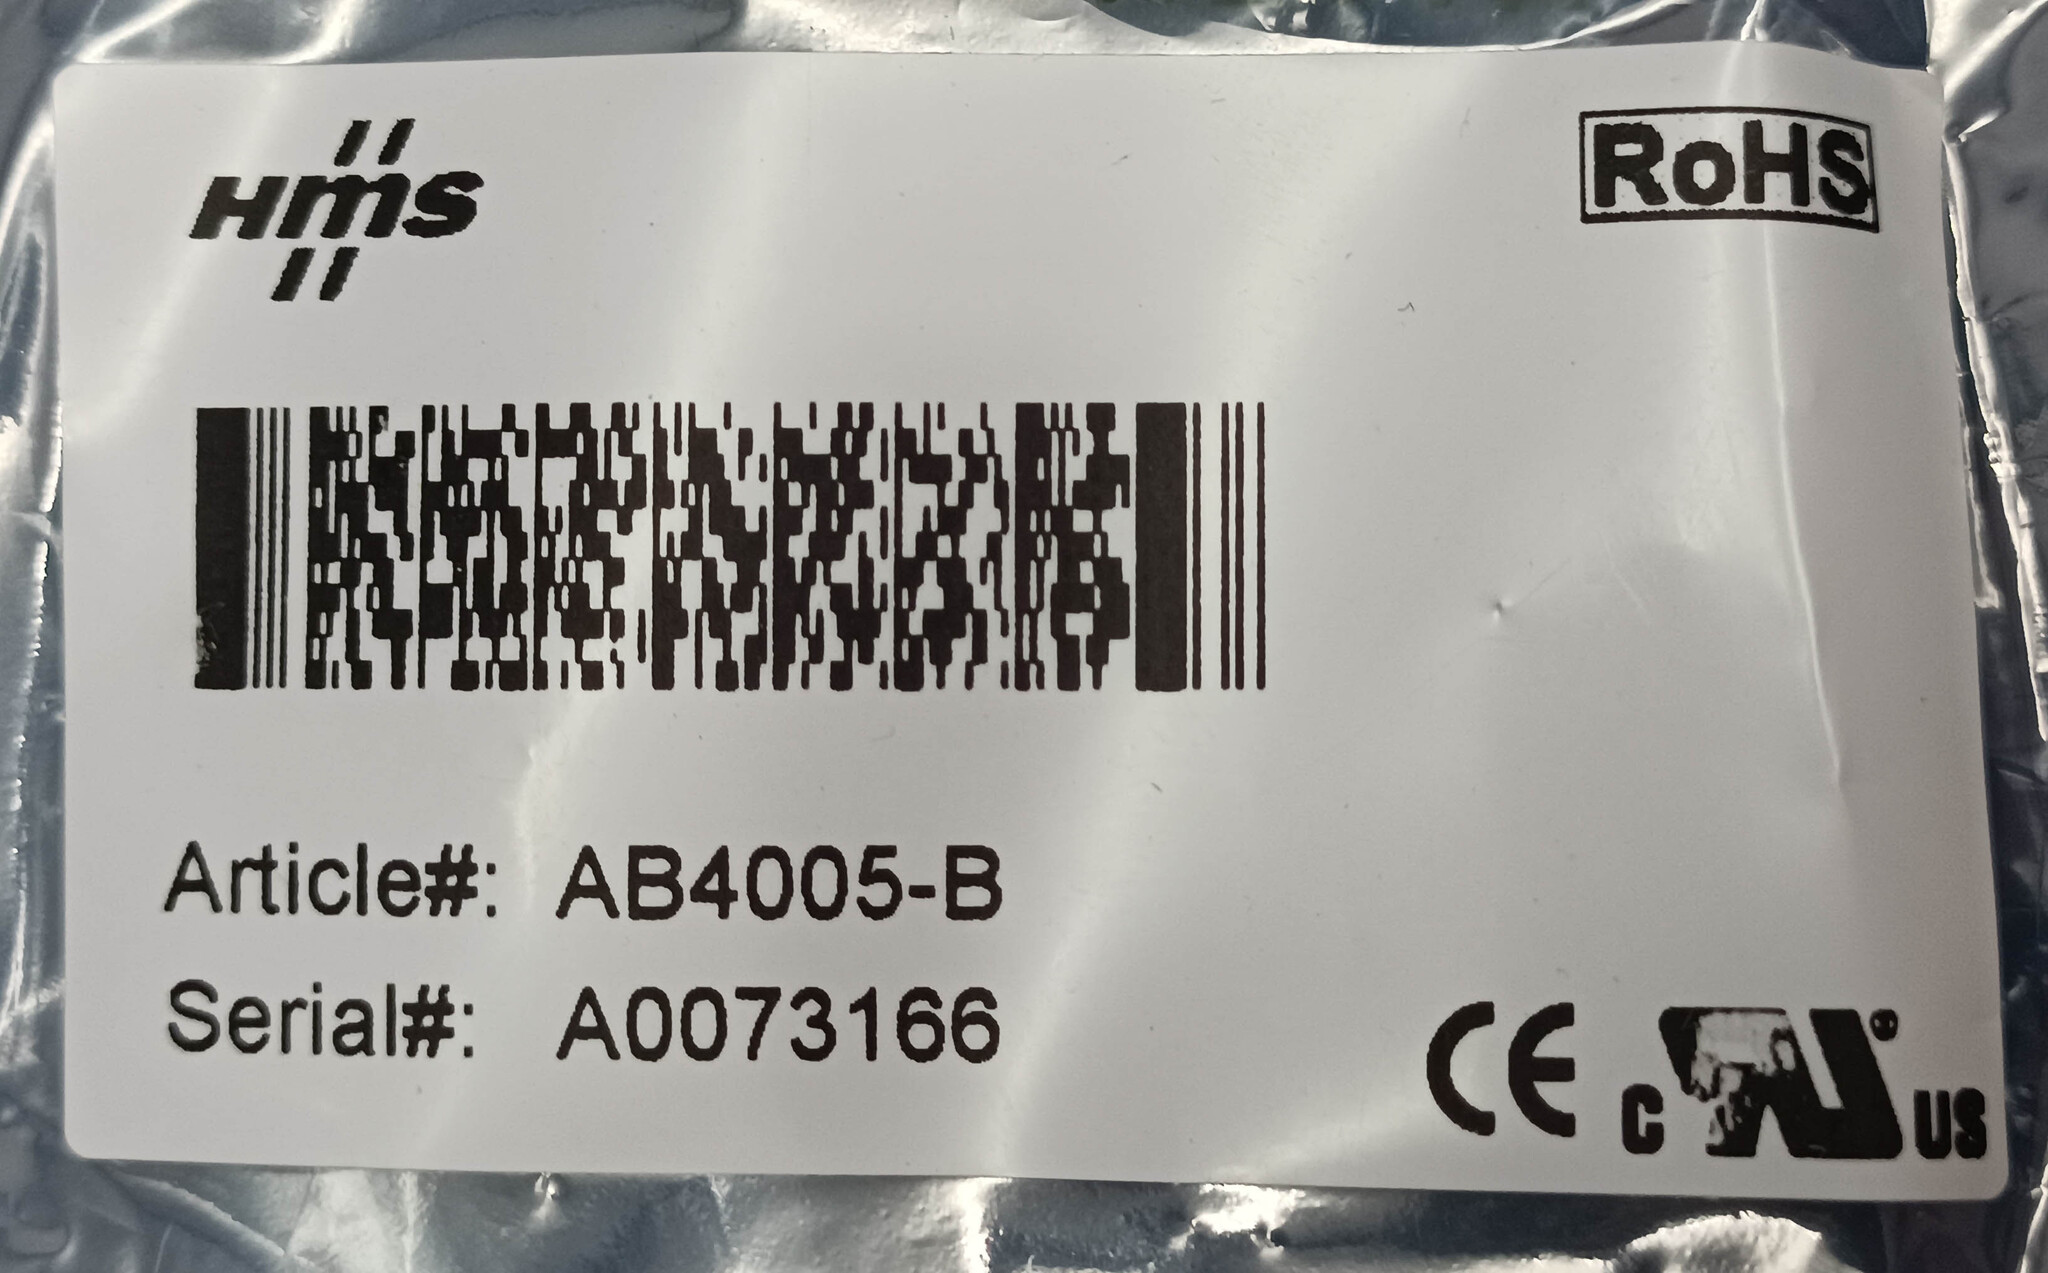 HMS
RoHS
Article#: AB4005-B
Serial#: A0073166
CE
C
US